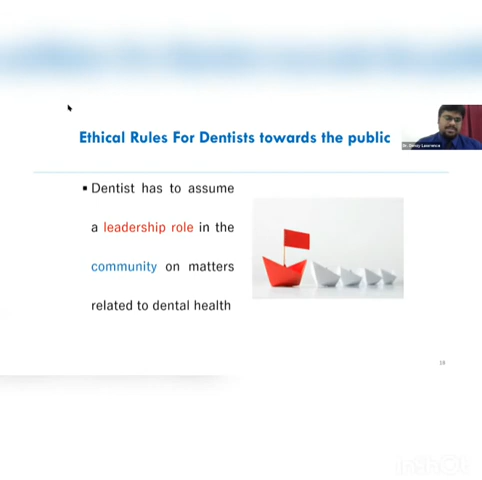 Ethical Rules For Dentists towards the public
▪ Dentist has to assume
a leadership role in the
community on matters
related to dental health
InShOt